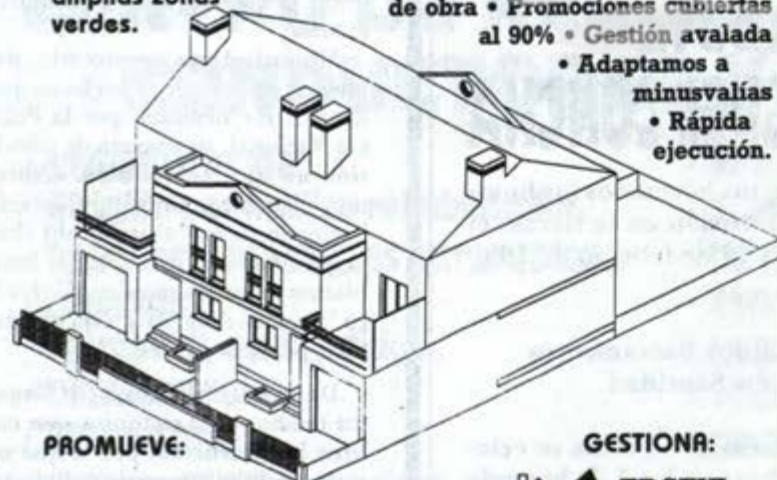 amplias zonas
verdes.
de obra • Promociones cubiertas
al 90% • Gestión avalada
• Adaptamos a
minusvalías
• Rápida
ejecución.
PROMUEVE:
GESTIONA: